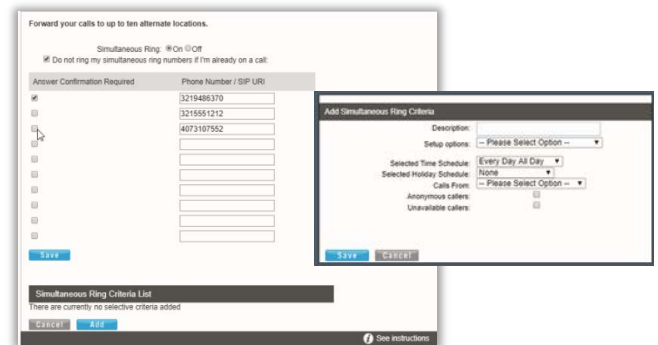 Forward your calls to up to ten alternate locations.
Simultaneous Ring: On Off
Do not ring my simultaneous ring numbers if I'm already on a call:
Answer Confirmation Required Phone Number / SIP URI
3219486370
3215551212
4073107552
Save
Simultaneous Ring Criteria List
There are currently no selective criteria added
Cancel Add
See instructions
Add Simultaneous Ring Criteria
Description:
Setup options: -- Please Select Option --
Selected Time Schedule: Every Day All Day
Selected Holiday Schedule: None
Calls From: -- Please Select Option --
Anonymous callers:
Unavailable callers:
Save Cancel